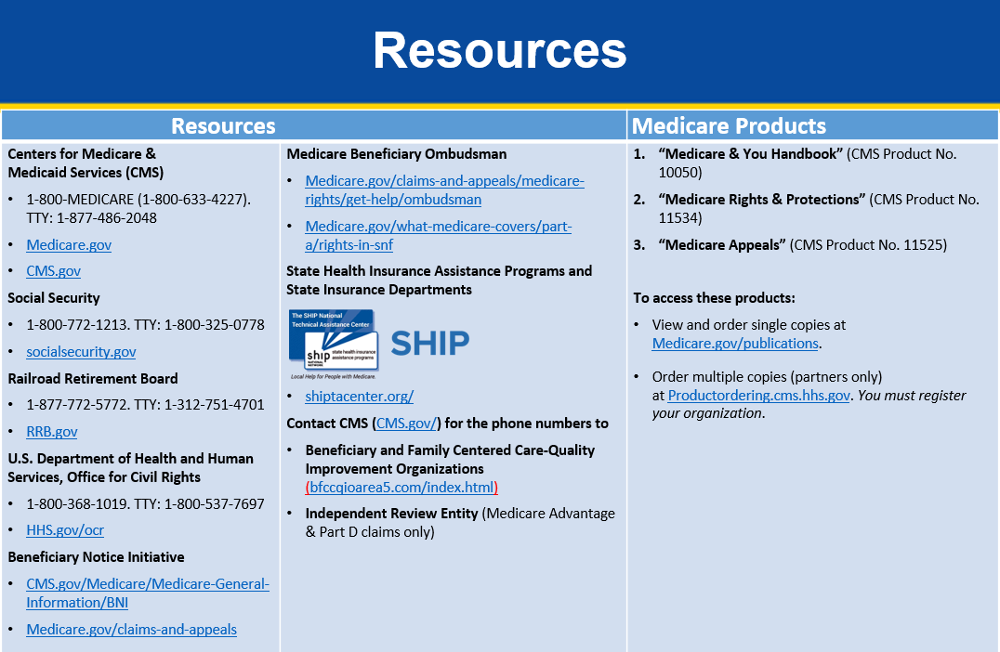 Resources
Resources
Centers for Medicare &
Medicaid Services (CMS)
• 1-800-MEDICARE (1-800-633-4227).
TTY: 1-877-486-2048
• Medicare.gov
• CMS.gov
Social Security
• 1-800-772-1213. TTY: 1-800-325-0778
• socialsecurity.gov
Railroad Retirement Board
• 1-877-772-5772. TTY: 1-312-751-4701
• RRB.gov
U.S. Department of Health and Human
Services, Office for Civil Rights
• 1-800-368-1019. TTY: 1-800-537-7697
• HHS.gov/ocr
Beneficiary Notice Initiative
• CMS.gov/Medicare/Medicare-General-
Information/BNI
• Medicare.gov/claims-and-appeals
Medicare Beneficiary Ombudsman
• Medicare.gov/claims-and-appeals/medicare-
rights/get-help/ombudsman
• Medicare.gov/what-medicare-covers/part-
a/rights-in-snf
State Health Insurance Assistance Programs and
State Insurance Departments
The SHIP National
Technical Assistance Center
ship state health insurance
assistance programs
NATIONAL
NETWORK
Local Help for People with Medicare.
SHIP
• shiptacenter.org/
Contact CMS (CMS.gov/) for the phone numbers to
• Beneficiary and Family Centered Care-Quality
Improvement Organizations
(bfccqioarea5.com/index.html)
• Independent Review Entity (Medicare Advantage
& Part D claims only)
Medicare Products
1. “Medicare & You Handbook” (CMS Product No.
10050)
2. “Medicare Rights & Protections” (CMS Product No.
11534)
3. “Medicare Appeals” (CMS Product No. 11525)
To access these products:
• View and order single copies at
Medicare.gov/publications.
• Order multiple copies (partners only)
at Productordering.cms.hhs.gov. You must register
your organization.